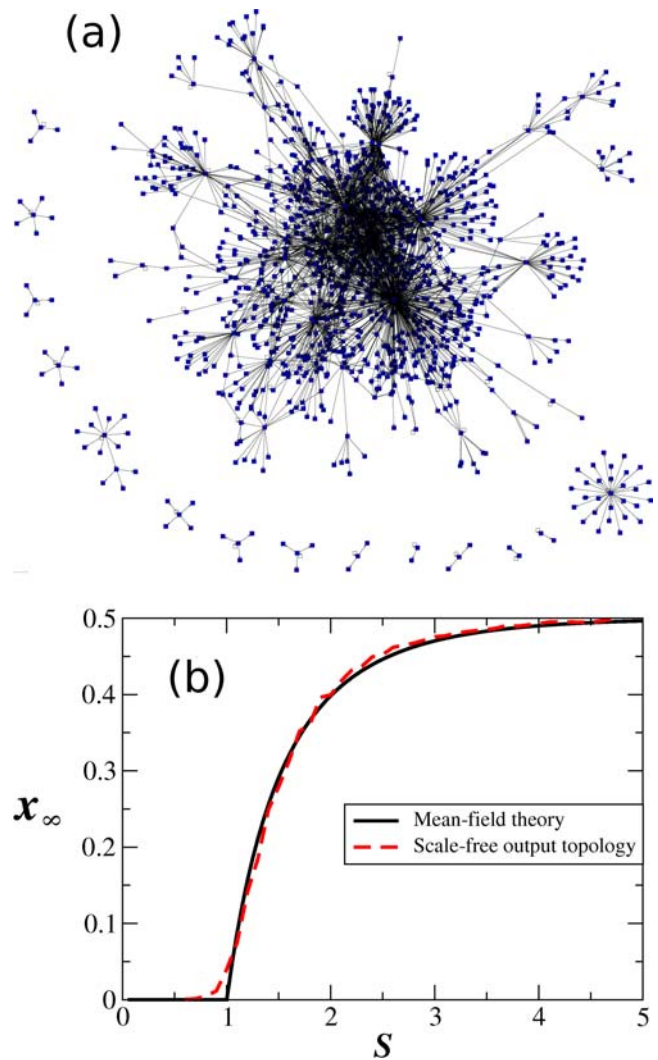 (a)
0.5
0.4
0.3
0.2
0.1
0
(b)
x∞
Mean-field theory
Scale-free output topology
0 1 2 3 4 5
S